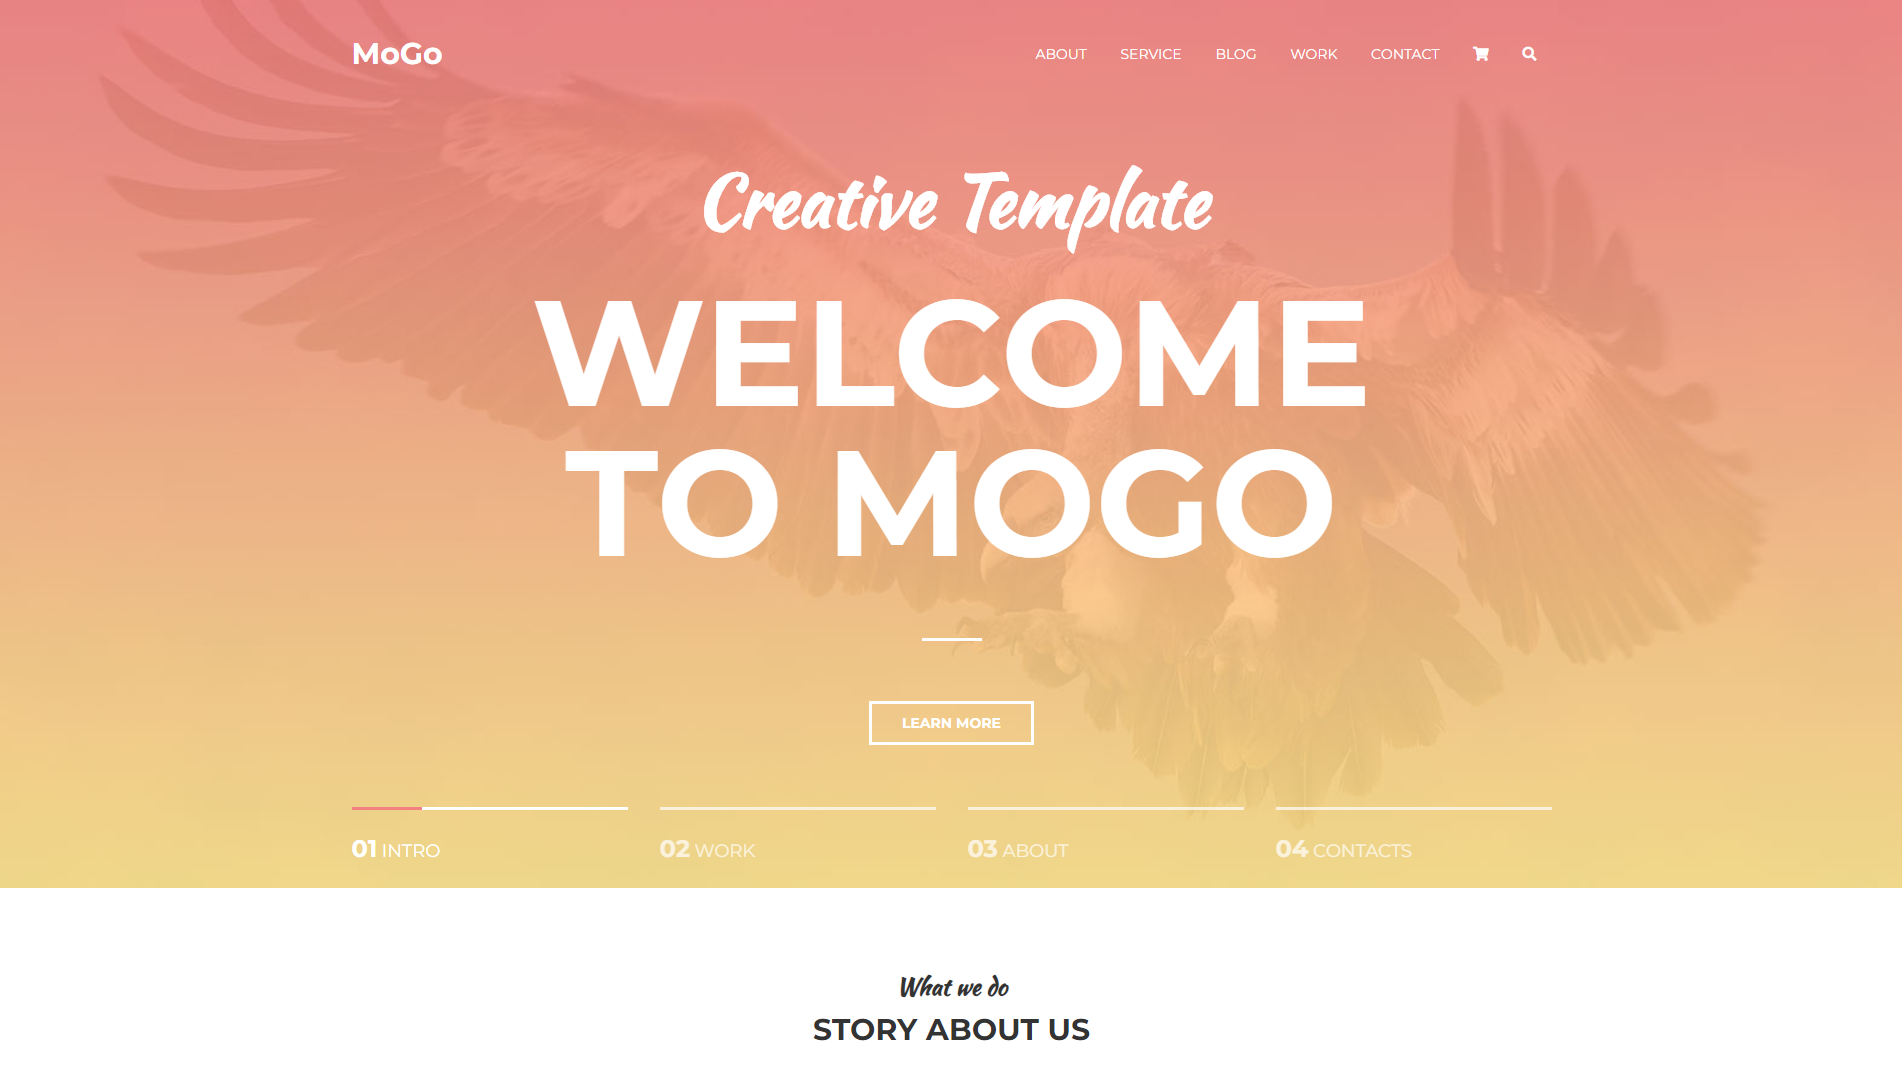 MoGo
ABOUT SERVICE BLOG WORK CONTACT
Creative Template
WELCOME
TO MOGO
LEARN MORE
01 INTRO
02 WORK
03 ABOUT
04 CONTACTS
What we do
STORY ABOUT US